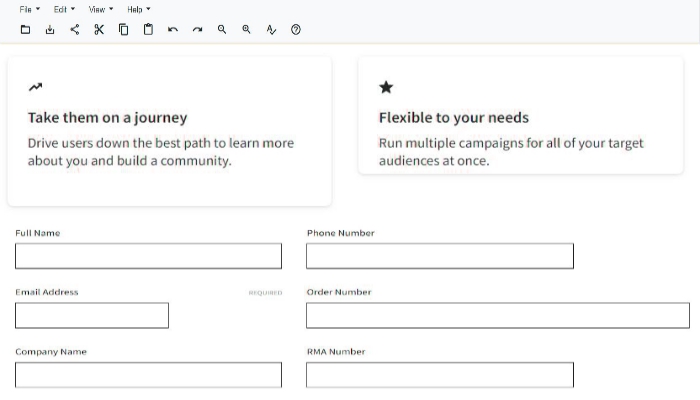 File Edit View Help
Take them on a journey
Drive users down the best path to learn more
about you and build a community.
Flexible to your needs
Run multiple campaigns for all of your target
audiences at once.
Full Name
Phone Number
Email Address REQUIRED
Order Number
Company Name
RMA Number